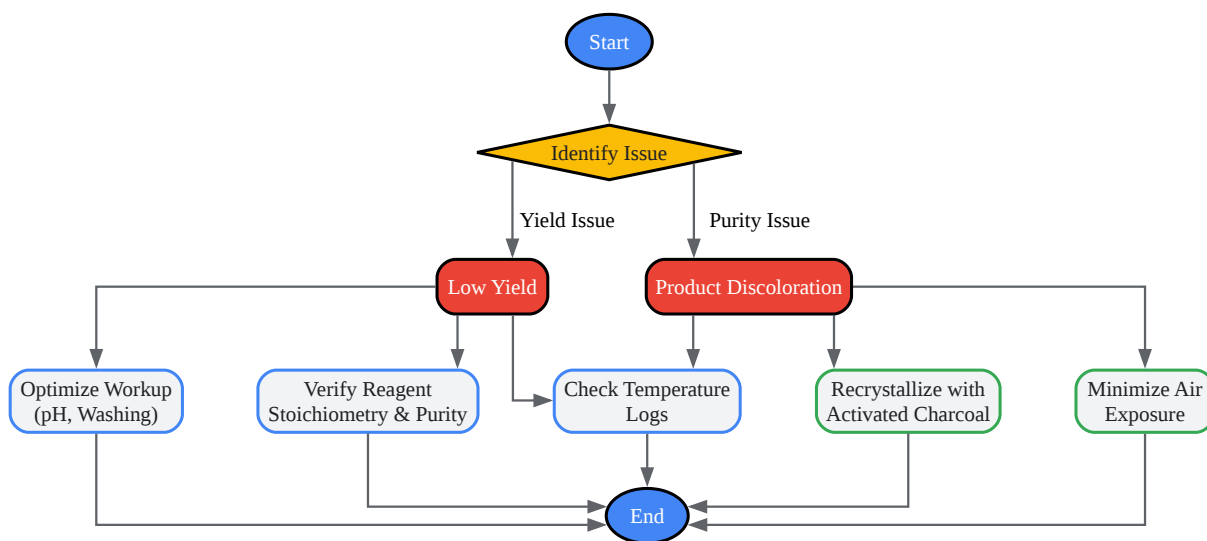 Start
Identify Issue
Yield Issue
Purity Issue
Low Yield
Product Discoloration
Optimize Workup
(pH, Washing)
Verify Reagent
Stoichiometry & Purity
Check Temperature
Logs
Recrystallize with
Activated Charcoal
Minimize Air
Exposure
End